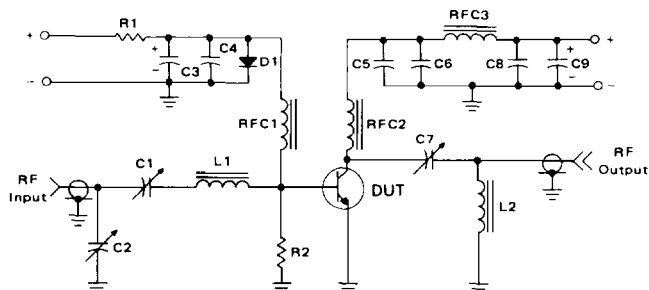 R1
RFC3
+
+
C3
C4
D1
C5
C6
C8
C9
+
+
−
−
−
−
RFC1
RFC2
C1
L1
C7
RF
Input
RF
Output
DUT
C2
R2
L2